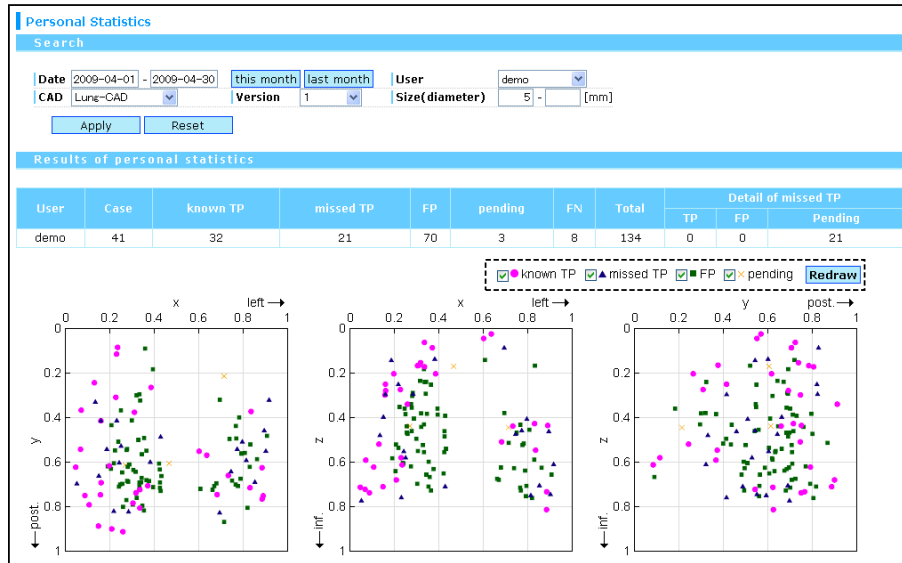 Personal Statistics
Search
Date 2009-04-01 - 2009-04-30 this month last month User demo
CAD Lung-CAD Version 1 Size(diameter) 5 - [mm]
Apply Reset
Results of personal statistics
User Case known TP missed TP FP pending FN Total Detail of missed TP
TP FP Pending
demo 41 32 21 70 3 8 134 0 0 21
known TP missed TP FP pending Redraw
x left x left y post.
0 0.2 0.4 0.6 0.8 1 0 0.2 0.4 0.6 0.8 1 0 0.2 0.4 0.6 0.8 1
0 0 0
0.2 0.2 0.2
0.4 0.4 0.4
y z z
0.6 0.6 0.6
0.8 0.8 0.8
post. inf. inf.
1 1 1